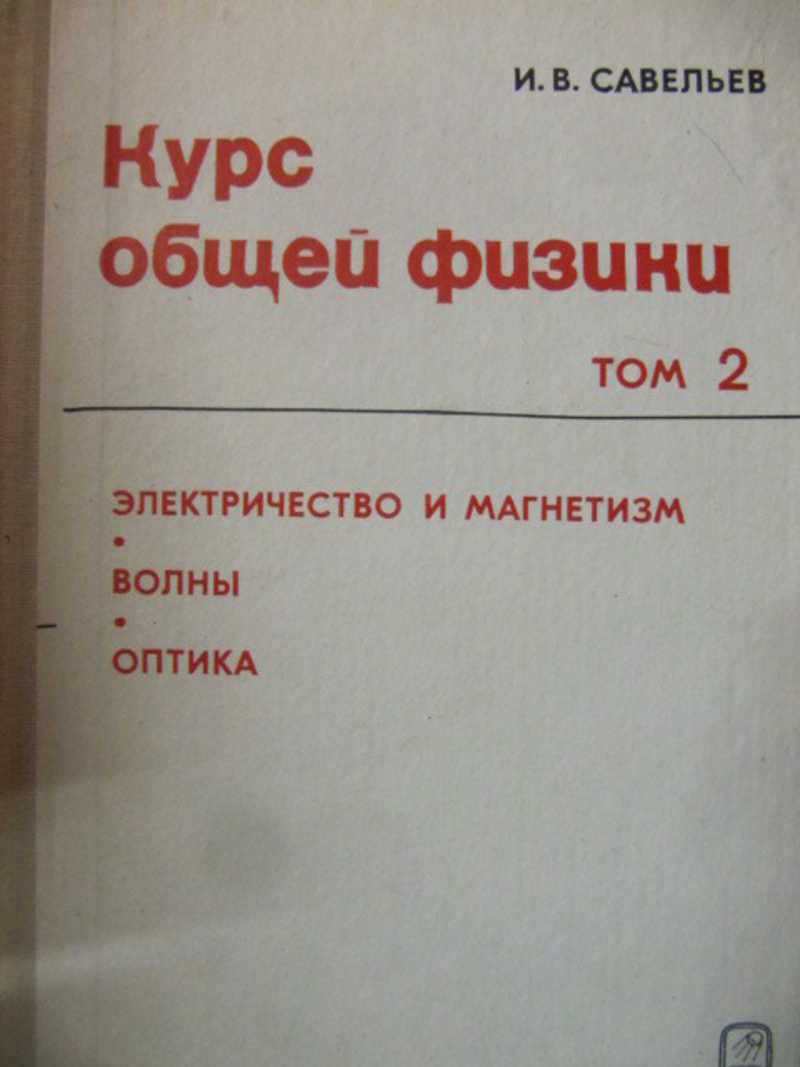 И. В. САВЕЛЬЕВ
Курс
общей физики
ТОМ 2
ЭЛЕКТРИЧЕСТВО И МАГНЕТИЗМ
•
ВОЛНЫ
•
ОПТИКА